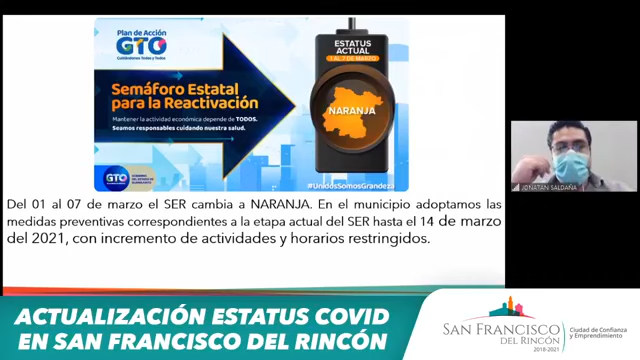 Plan de Acción
GTO
Cuidándonos Todas y Todos
Semáforo Estatal
para la Reactivación
Mantener la actividad económica depende de TODOS.
Seamos responsables cuidando nuestra salud.
GTO
ESTATUS
ACTUAL
1 AL 7 DE MARZO
NARANJA
#UnidosSomosGrandeza
JONATAN SALDAÑA
Del 01 al 07 de marzo el SER cambia a NARANJA. En el municipio adoptamos las
medidas preventivas correspondientes a la etapa actual del SER hasta el 14 de marzo
del 2021, con incremento de actividades y horarios restringidos.
ACTUALIZACIÓN ESTATUS COVID
EN SAN FRANCISCO DEL RINCÓN
SAN FRANCISCO
DEL RINCÓN
2018-2021
Ciudad de Confianza
y Emprendimiento